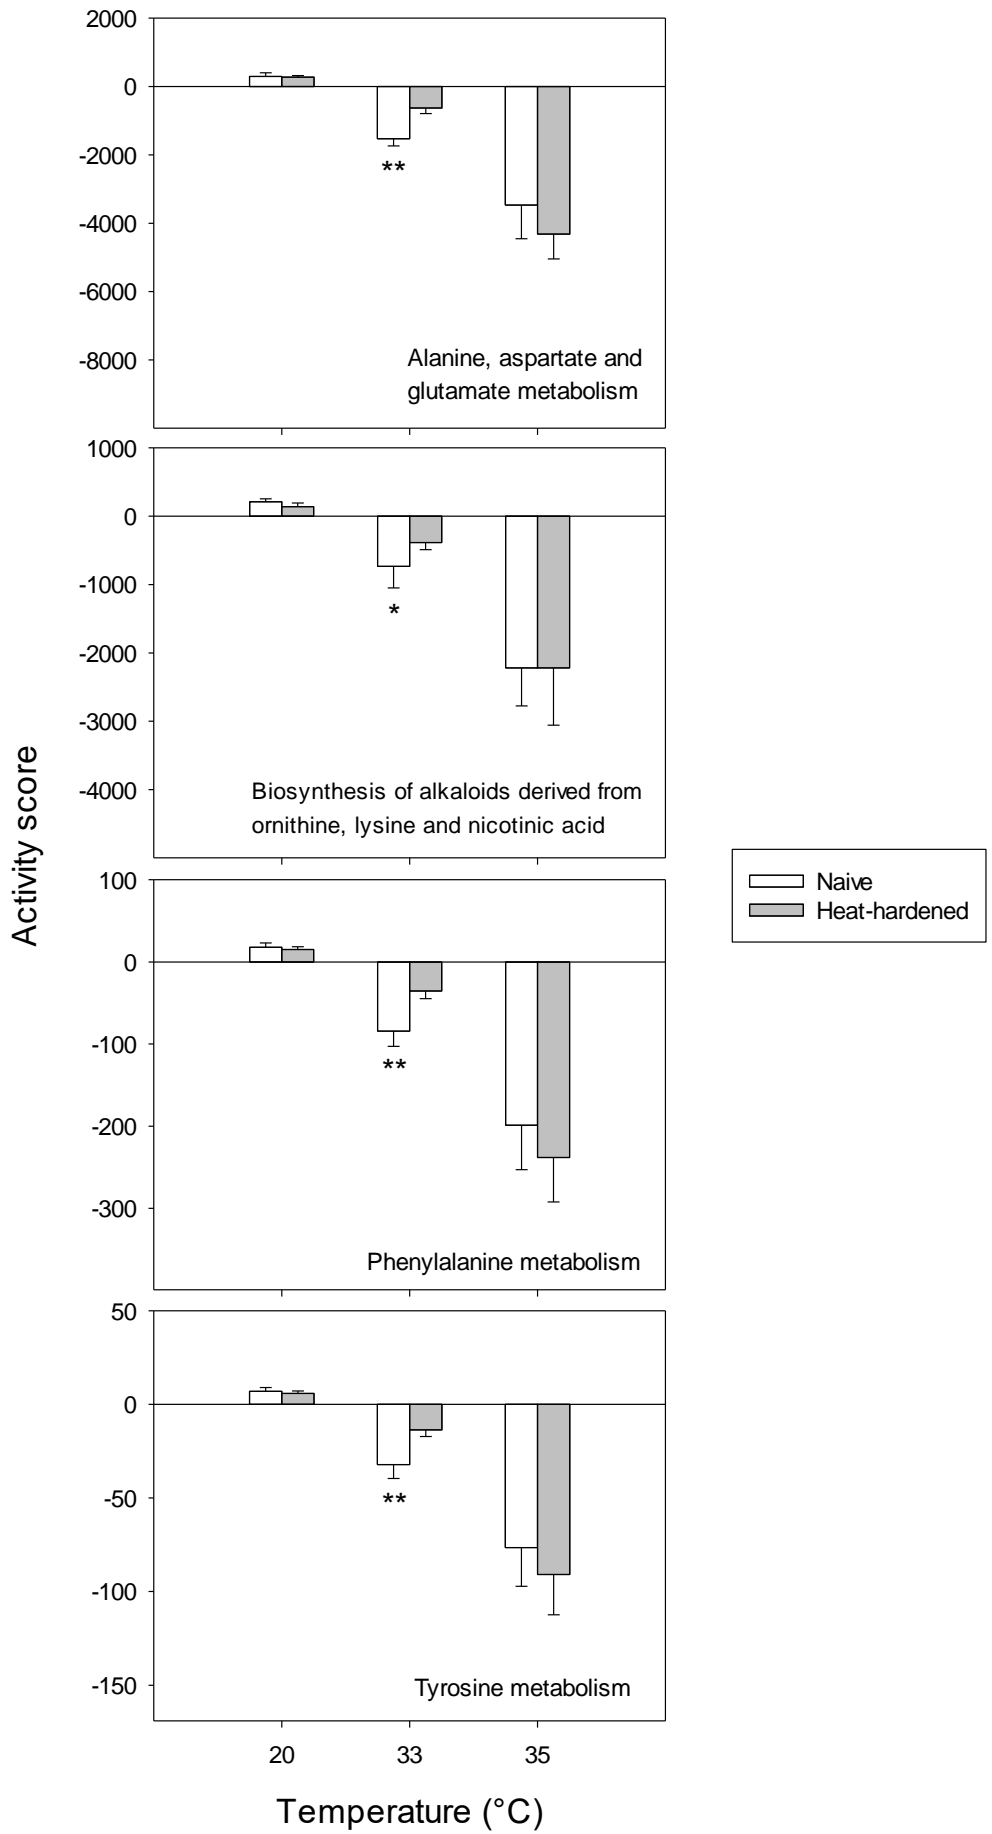 2000
0
-2000
-4000
-6000
-8000
**
Alanine, aspartate and
glutamate metabolism
1000
0
-1000
-2000
-3000
-4000
*
Biosynthesis of alkaloids derived from
ornithine, lysine and nicotinic acid
Activity score
100
0
-100
-200
-300
**
Phenylalanine metabolism
Naive
Heat-hardened
50
0
-50
-100
-150
**
Tyrosine metabolism
20 33 35
Temperature (°C)